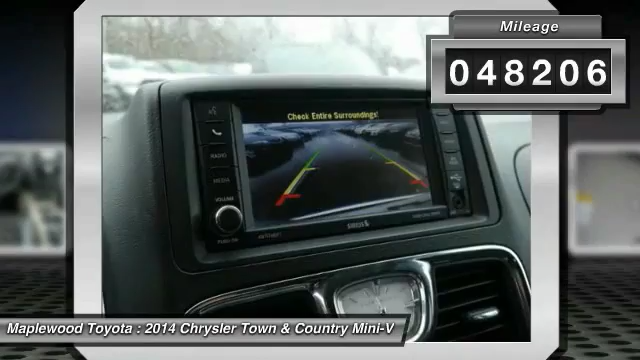 Mileage
048206
Check Entire Surroundings!
RADIO
MEDIA
VOLUME
SIRIUS
Maplewood Toyota : 2014 Chrysler Town & Country Mini-V